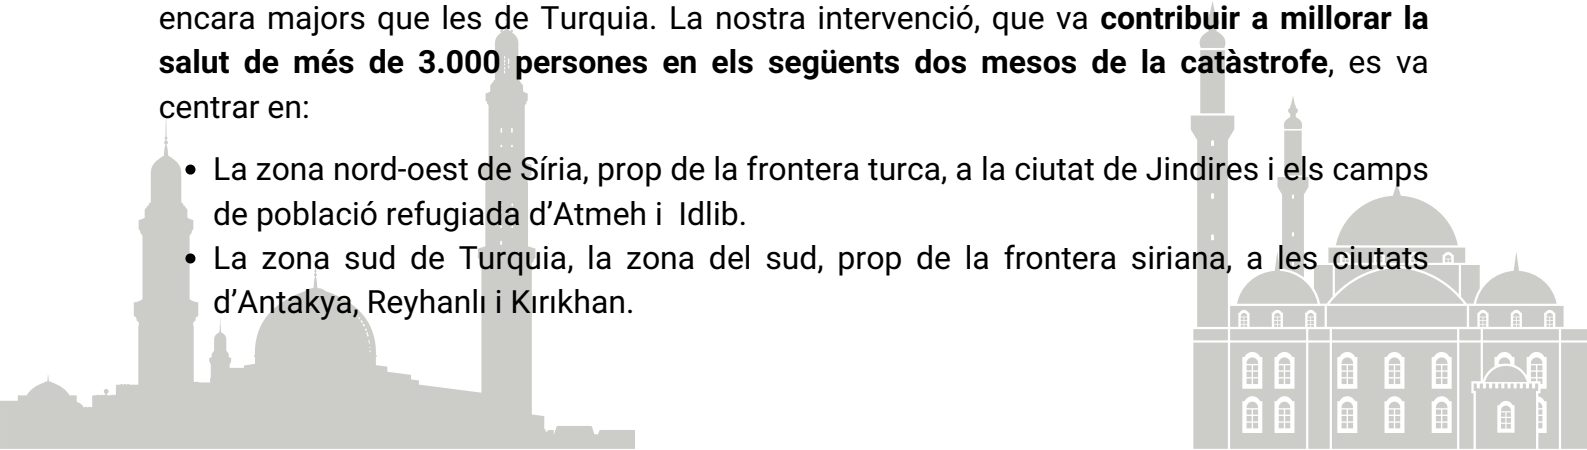 encara majors que les de Turquia. La nostra intervenció, que va contribuir a millorar la
salut de més de 3.000 persones en els següents dos mesos de la catàstrofe, es va
centrar en:
• La zona nord-oest de Síria, prop de la frontera turca, a la ciutat de Jindires i els camps
de població refugiada d’Atmeh i  Idlib.
• La zona sud de Turquia, la zona del sud, prop de la frontera siriana, a les ciutats
d’Antakya, Reyhanlı i Kırıkhan.